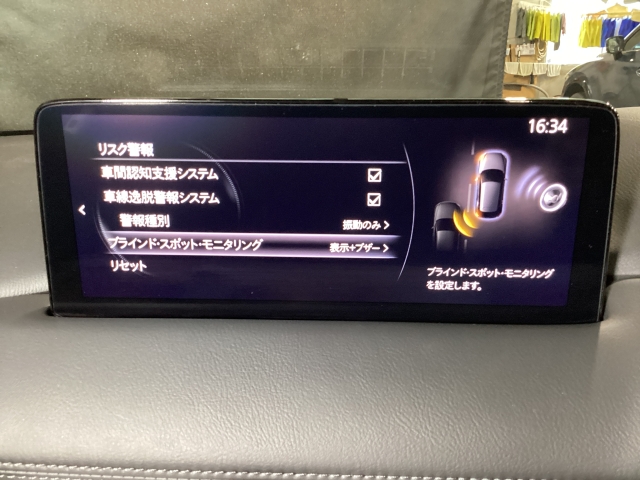 16:34
リスク警報
車間認知支援システム
車線逸脱警報システム
警報種別 振動のみ
ブラインド・スポット・モニタリング 表示+ブザー
リセット
ブラインド・スポット・モニタリング
を設定します。